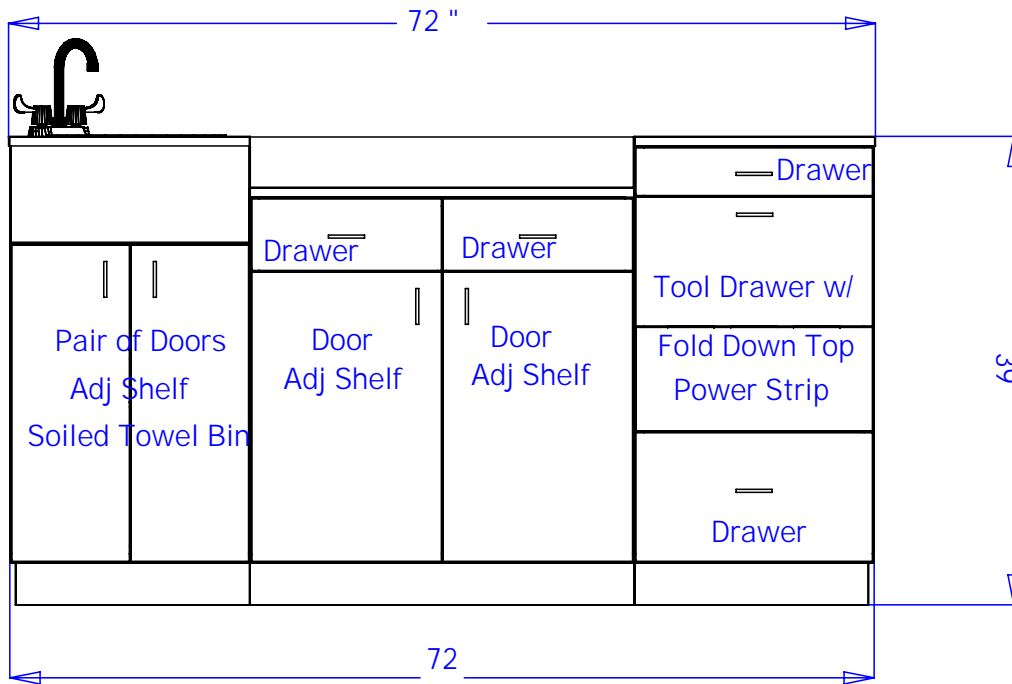 72 "
Drawer
Drawer
Drawer
Tool Drawer w/
Pair of Doors
Adj Shelf
Soiled Towel Bin
Door
Adj Shelf
Door
Adj Shelf
Fold Down Top
Power Strip
39
Drawer
72